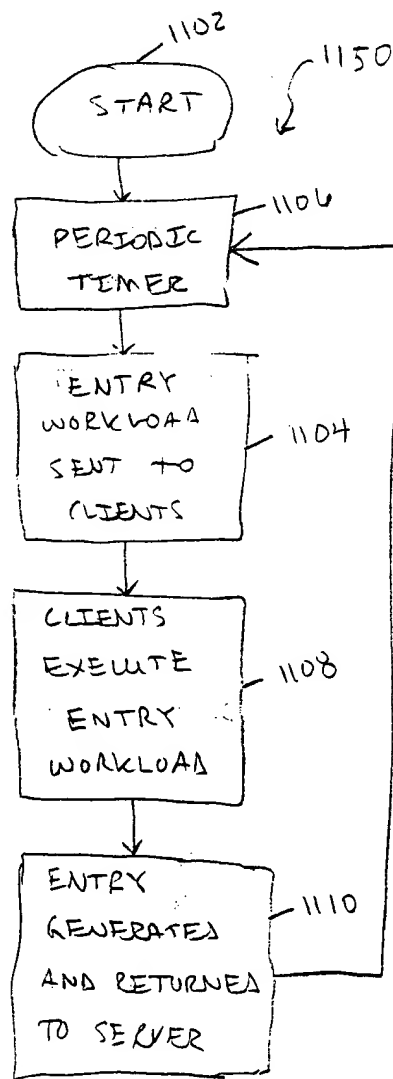 1102
1150
START
1106
PERIODIC
TIMER
ENTRY
WORKLOAD
SENT TO
CLIENTS
1104
CLIENTS
EXECUTE
ENTRY
WORKLOAD
1108
ENTRY
GENERATED
AND RETURNED
TO SERVER
1110